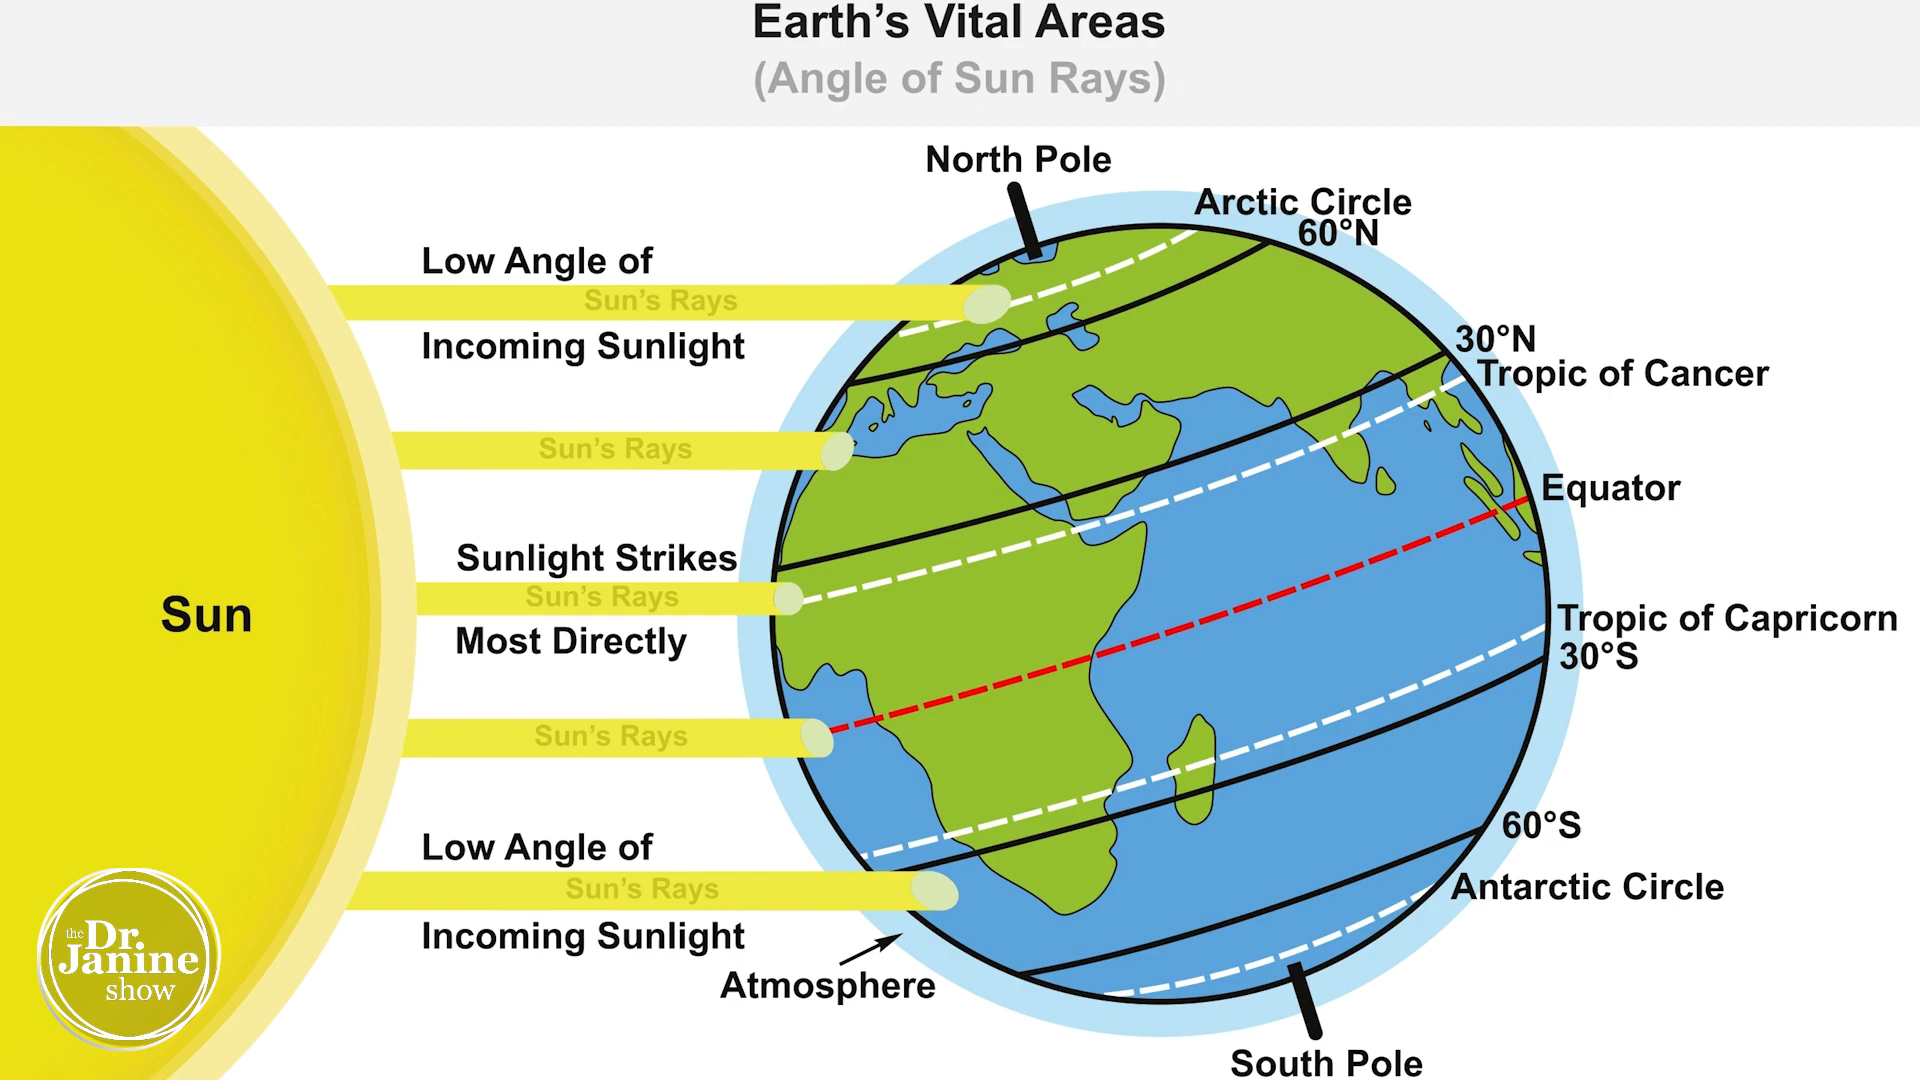 Earth's Vital Areas
(Angle of Sun Rays)
North Pole
Arctic Circle
60°N
Low Angle of
Sun's Rays
Incoming Sunlight
30°N
Tropic of Cancer
Sun's Rays
Equator
Sunlight Strikes
Sun's Rays
Most Directly
Sun
Tropic of Capricorn
30°S
Sun's Rays
60°S
Low Angle of
Sun's Rays
Antarctic Circle
Incoming Sunlight
Atmosphere
the Dr.
Janine
show
South Pole